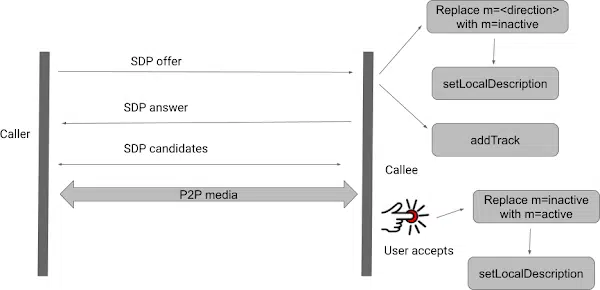 Replace m=<direction>
with m=inactive
SDP offer
setLocalDescription
SDP answer
Caller
addTrack
SDP candidates
Callee
P2P media
Replace m=inactive
with m=active
User accepts
setLocalDescription